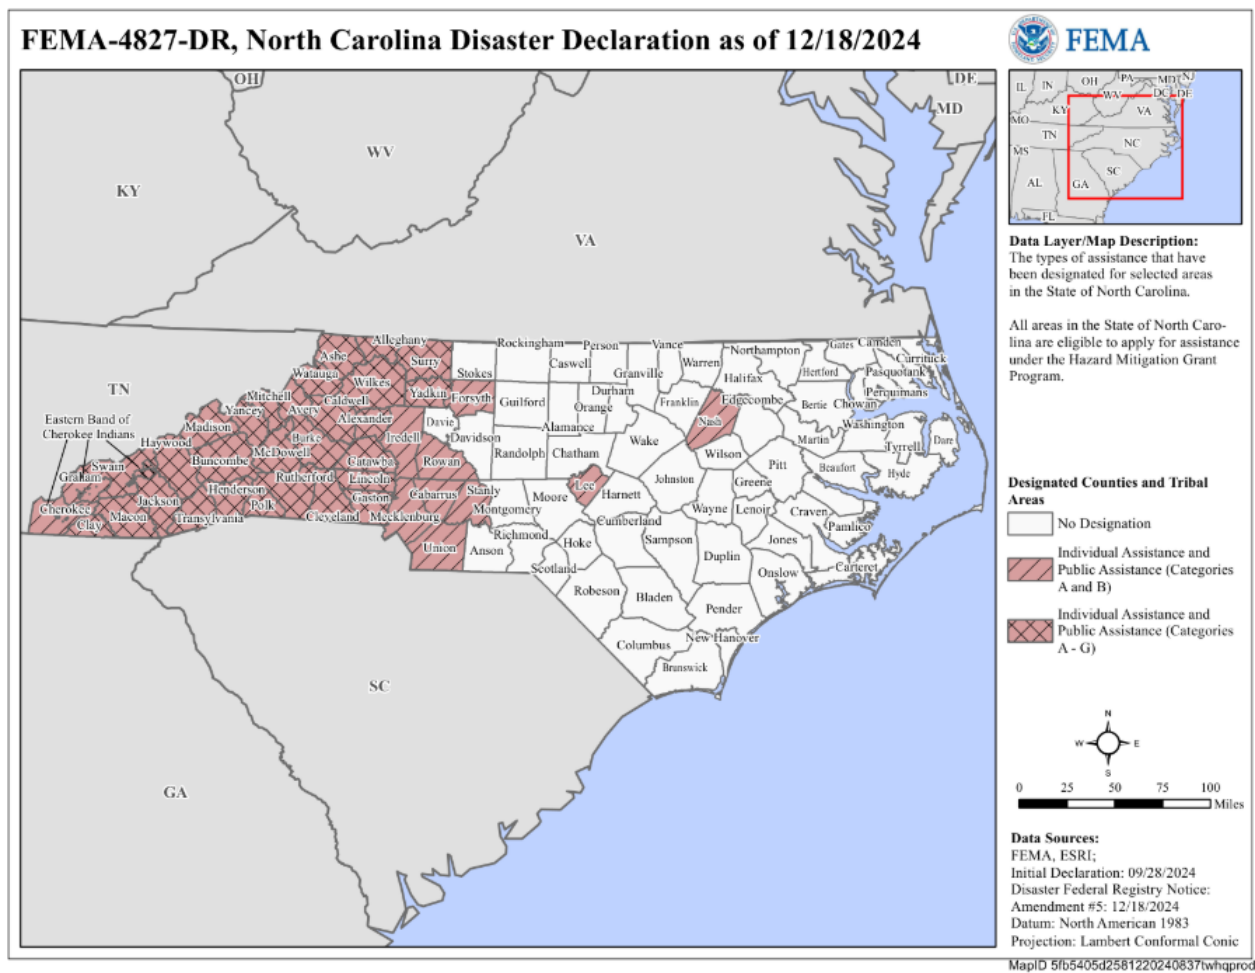 FEMA-4827-DR, North Carolina Disaster Declaration as of 12/18/2024
FEMA
OH
DE
MD
WV
KY
VA
TN
SC
GA
Alleghany
Ashe
Surry
Stokes
Rockingham
Caswell
Person
Vance
Granville
Warren
Northampton
Gates
Camden
Currituck
Pasquotank
Perquimans
Hertford
Halifax
Watauga
Wilkes
Yadkin
Forsyth
Guilford
Durham
Orange
Alamance
Franklin
Nash
Edgecombe
Bertie
Chowan
Washington
Tyrrell
Dare
Mitchell
Yancey
Avery
Caldwell
Alexander
Iredell
Davie
Davidson
Randolph
Chatham
Wake
Wilson
Martin
Pitt
Beaufort
Hyde
Eastern Band of
Cherokee Indians
Madison
Haywood
Buncombe
Burke
McDowell
Catawba
Lincoln
Rowan
Swain
Graham
Cherokee
Clay
Macon
Jackson
Transylvania
Henderson
Polk
Rutherford
Cleveland
Gaston
Mecklenburg
Cabarrus
Stanly
Montgomery
Moore
Lee
Harnett
Johnston
Greene
Wayne
Lenoir
Craven
Pamlico
Union
Anson
Richmond
Hoke
Cumberland
Sampson
Duplin
Jones
Onslow
Carteret
Scotland
Robeson
Bladen
Pender
Columbus
New Hanover
Brunswick
IL
IN
OH
PA
MD
NJ
WV
DC
DE
KY
VA
MO
TN
NC
MS
SC
AL
GA
FL
Data Layer/Map Description:
The types of assistance that have
been designated for selected areas
in the State of North Carolina.
All areas in the State of North Caro-
lina are eligible to apply for assistance
under the Hazard Mitigation Grant
Program.
Designated Counties and Tribal
Areas
No Designation
Individual Assistance and
Public Assistance (Categories
A and B)
Individual Assistance and
Public Assistance (Categories
A - G)
N
W
E
S
0 25 50 75 100
Miles
Data Sources:
FEMA, ESRI;
Initial Declaration: 09/28/2024
Disaster Federal Registry Notice:
Amendment #5: 12/18/2024
Datum: North American 1983
Projection: Lambert Conformal Conic
MapID 5fb5405d2581220240837twhqprod